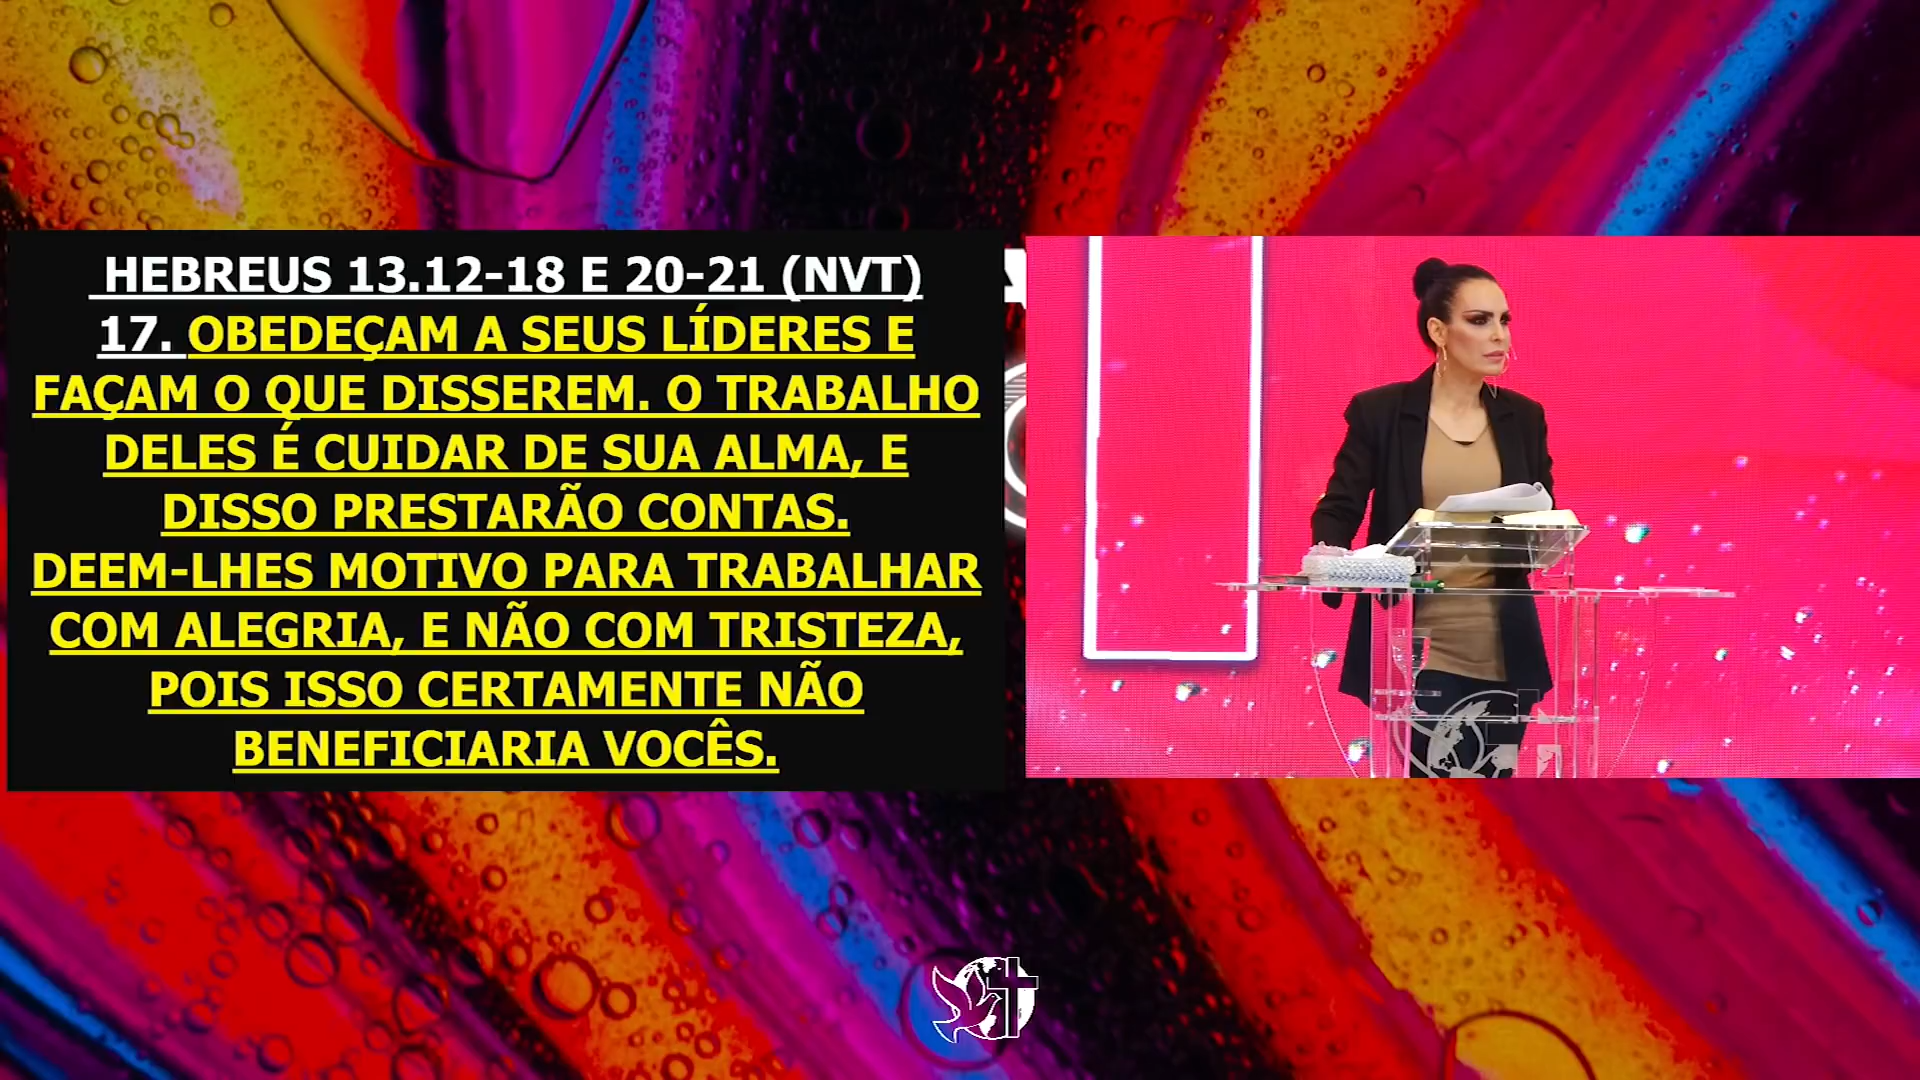 HEBREUS 13.12-18 E 20-21 (NVT)
17. OBEDEÇAM A SEUS LÍDERES E
FAÇAM O QUE DISSEREM. O TRABALHO
DELES É CUIDAR DE SUA ALMA, E
DISSO PRESTARÃO CONTAS.
DEEM-LHES MOTIVO PARA TRABALHAR
COM ALEGRIA, E NÃO COM TRISTEZA,
POIS ISSO CERTAMENTE NÃO
BENEFICIARIA VOCÊS.